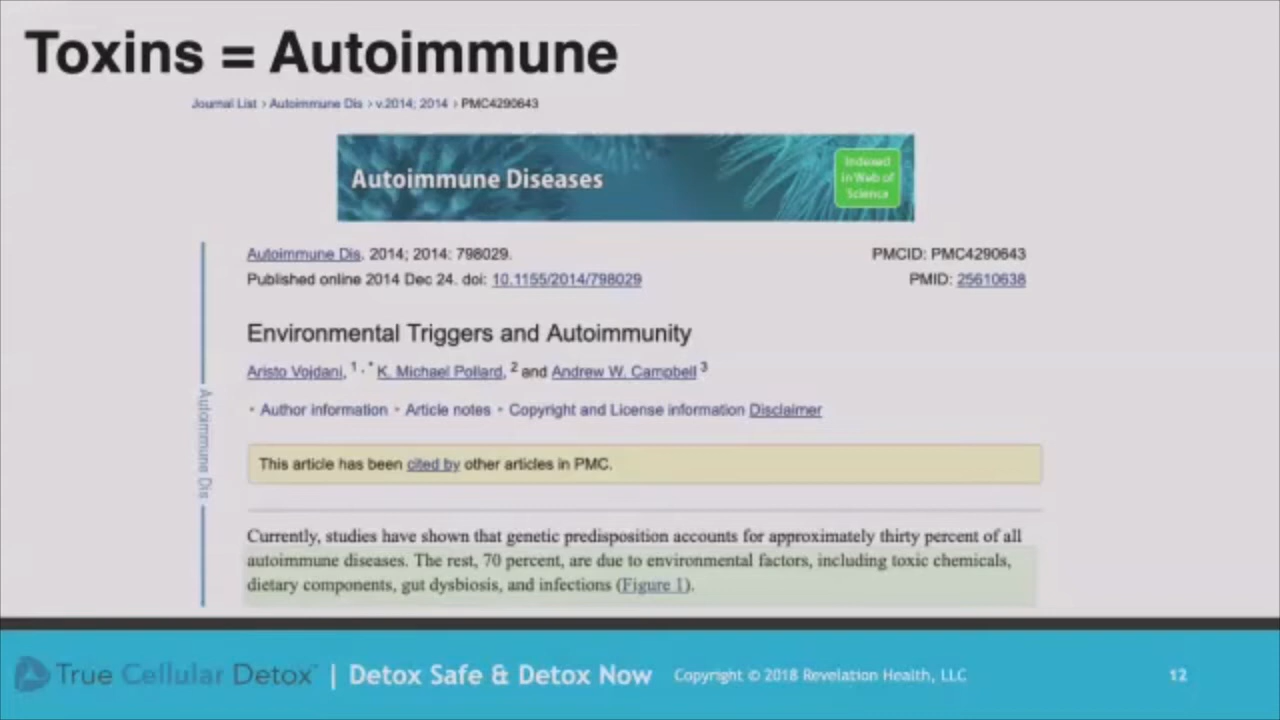 Toxins = Autoimmune
Journal List › Autoimmune Dis › v.2014; 2014 › PMC4290643
Autoimmune Diseases
Indexed
in Web of
Science
Autoimmune Dis. 2014; 2014: 798029.
PMCID: PMC4290643
Published online 2014 Dec 24. doi: 10.1155/2014/798029
PMID: 25610638
Environmental Triggers and Autoimmunity
Aristo Vojdani, 1 , * K. Michael Pollard, 2 and Andrew W. Campbell 3
• Author information • Article notes • Copyright and License information Disclaimer
Autoimmune Dis
This article has been cited by other articles in PMC.
Currently, studies have shown that genetic predisposition accounts for approximately thirty percent of all
autoimmune diseases. The rest, 70 percent, are due to environmental factors, including toxic chemicals,
dietary components, gut dysbiosis, and infections (Figure 1).
True Cellular Detox™ | Detox Safe & Detox Now Copyright © 2018 Revelation Health, LLC 12